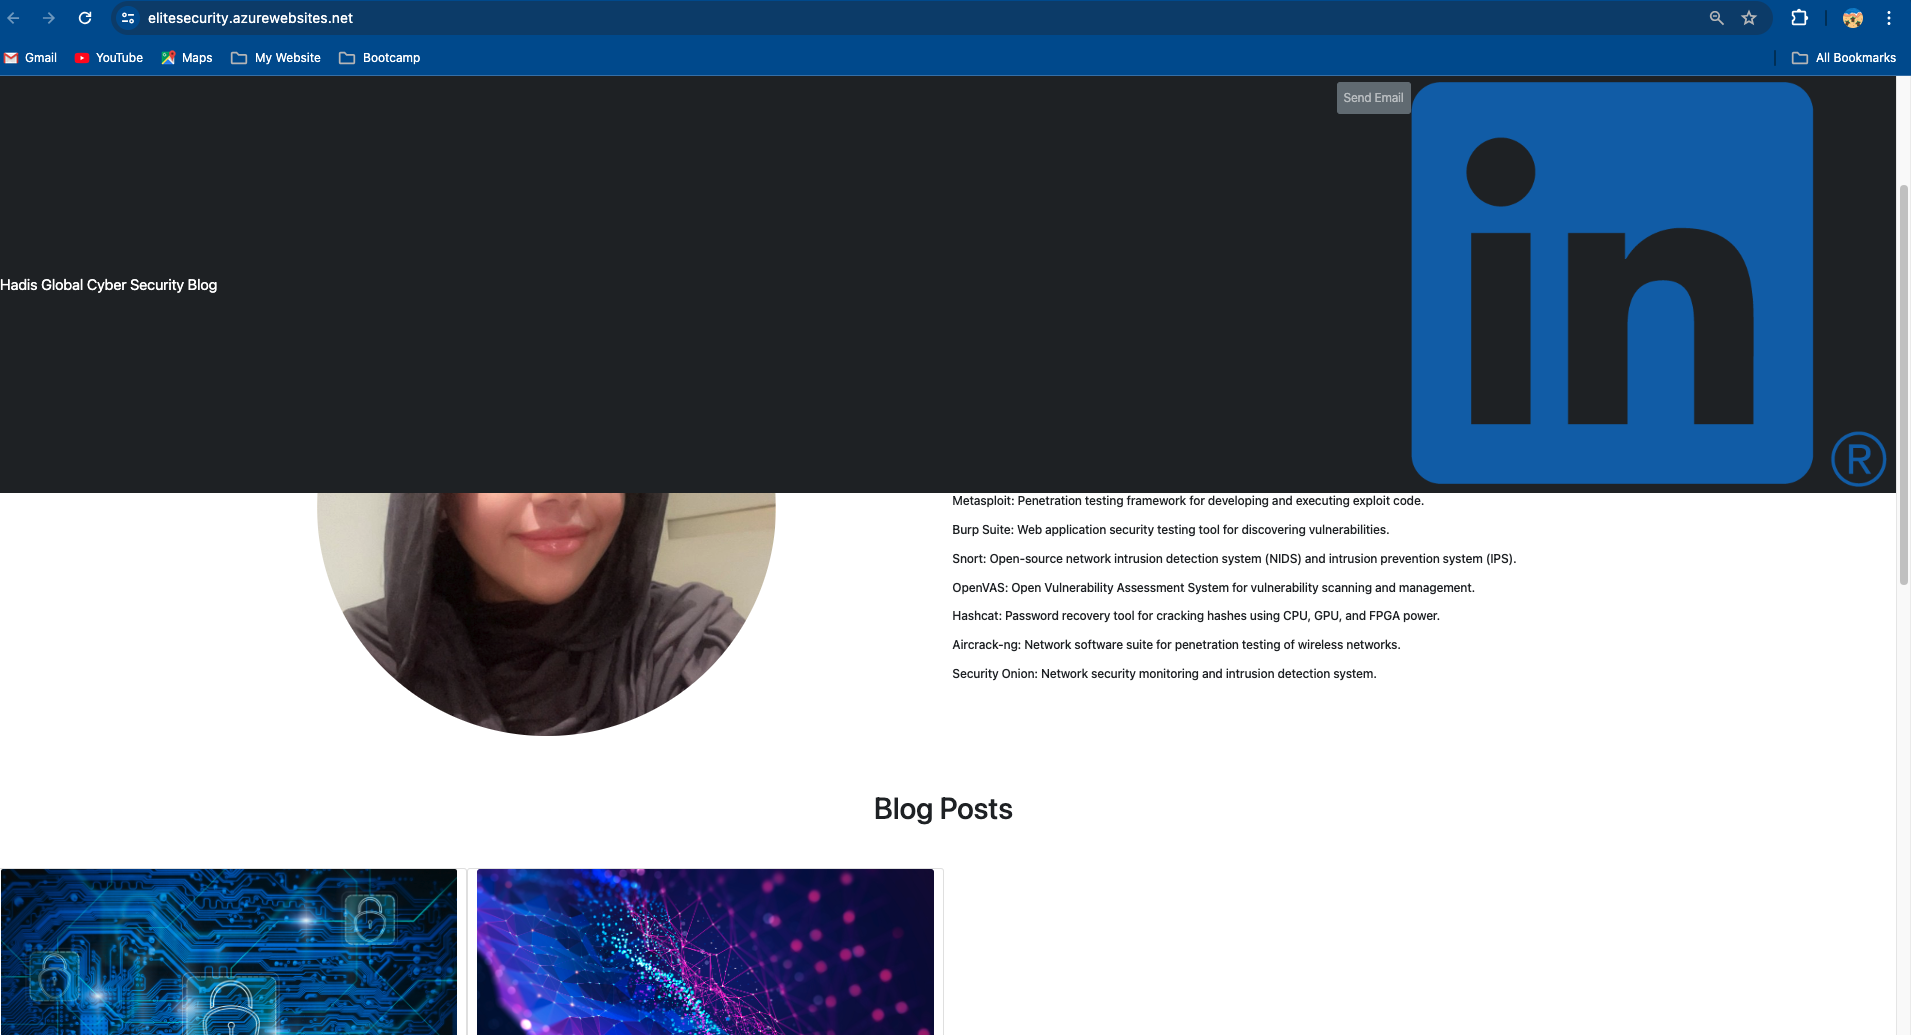 elitesecurity.azurewebsites.net
Gmail YouTube Maps My Website Bootcamp All Bookmarks
Send Email
in
®
Hadis Global Cyber Security Blog
Metasploit: Penetration testing framework for developing and executing exploit code.
Burp Suite: Web application security testing tool for discovering vulnerabilities.
Snort: Open-source network intrusion detection system (NIDS) and intrusion prevention system (IPS).
OpenVAS: Open Vulnerability Assessment System for vulnerability scanning and management.
Hashcat: Password recovery tool for cracking hashes using CPU, GPU, and FPGA power.
Aircrack-ng: Network software suite for penetration testing of wireless networks.
Security Onion: Network security monitoring and intrusion detection system.
Blog Posts